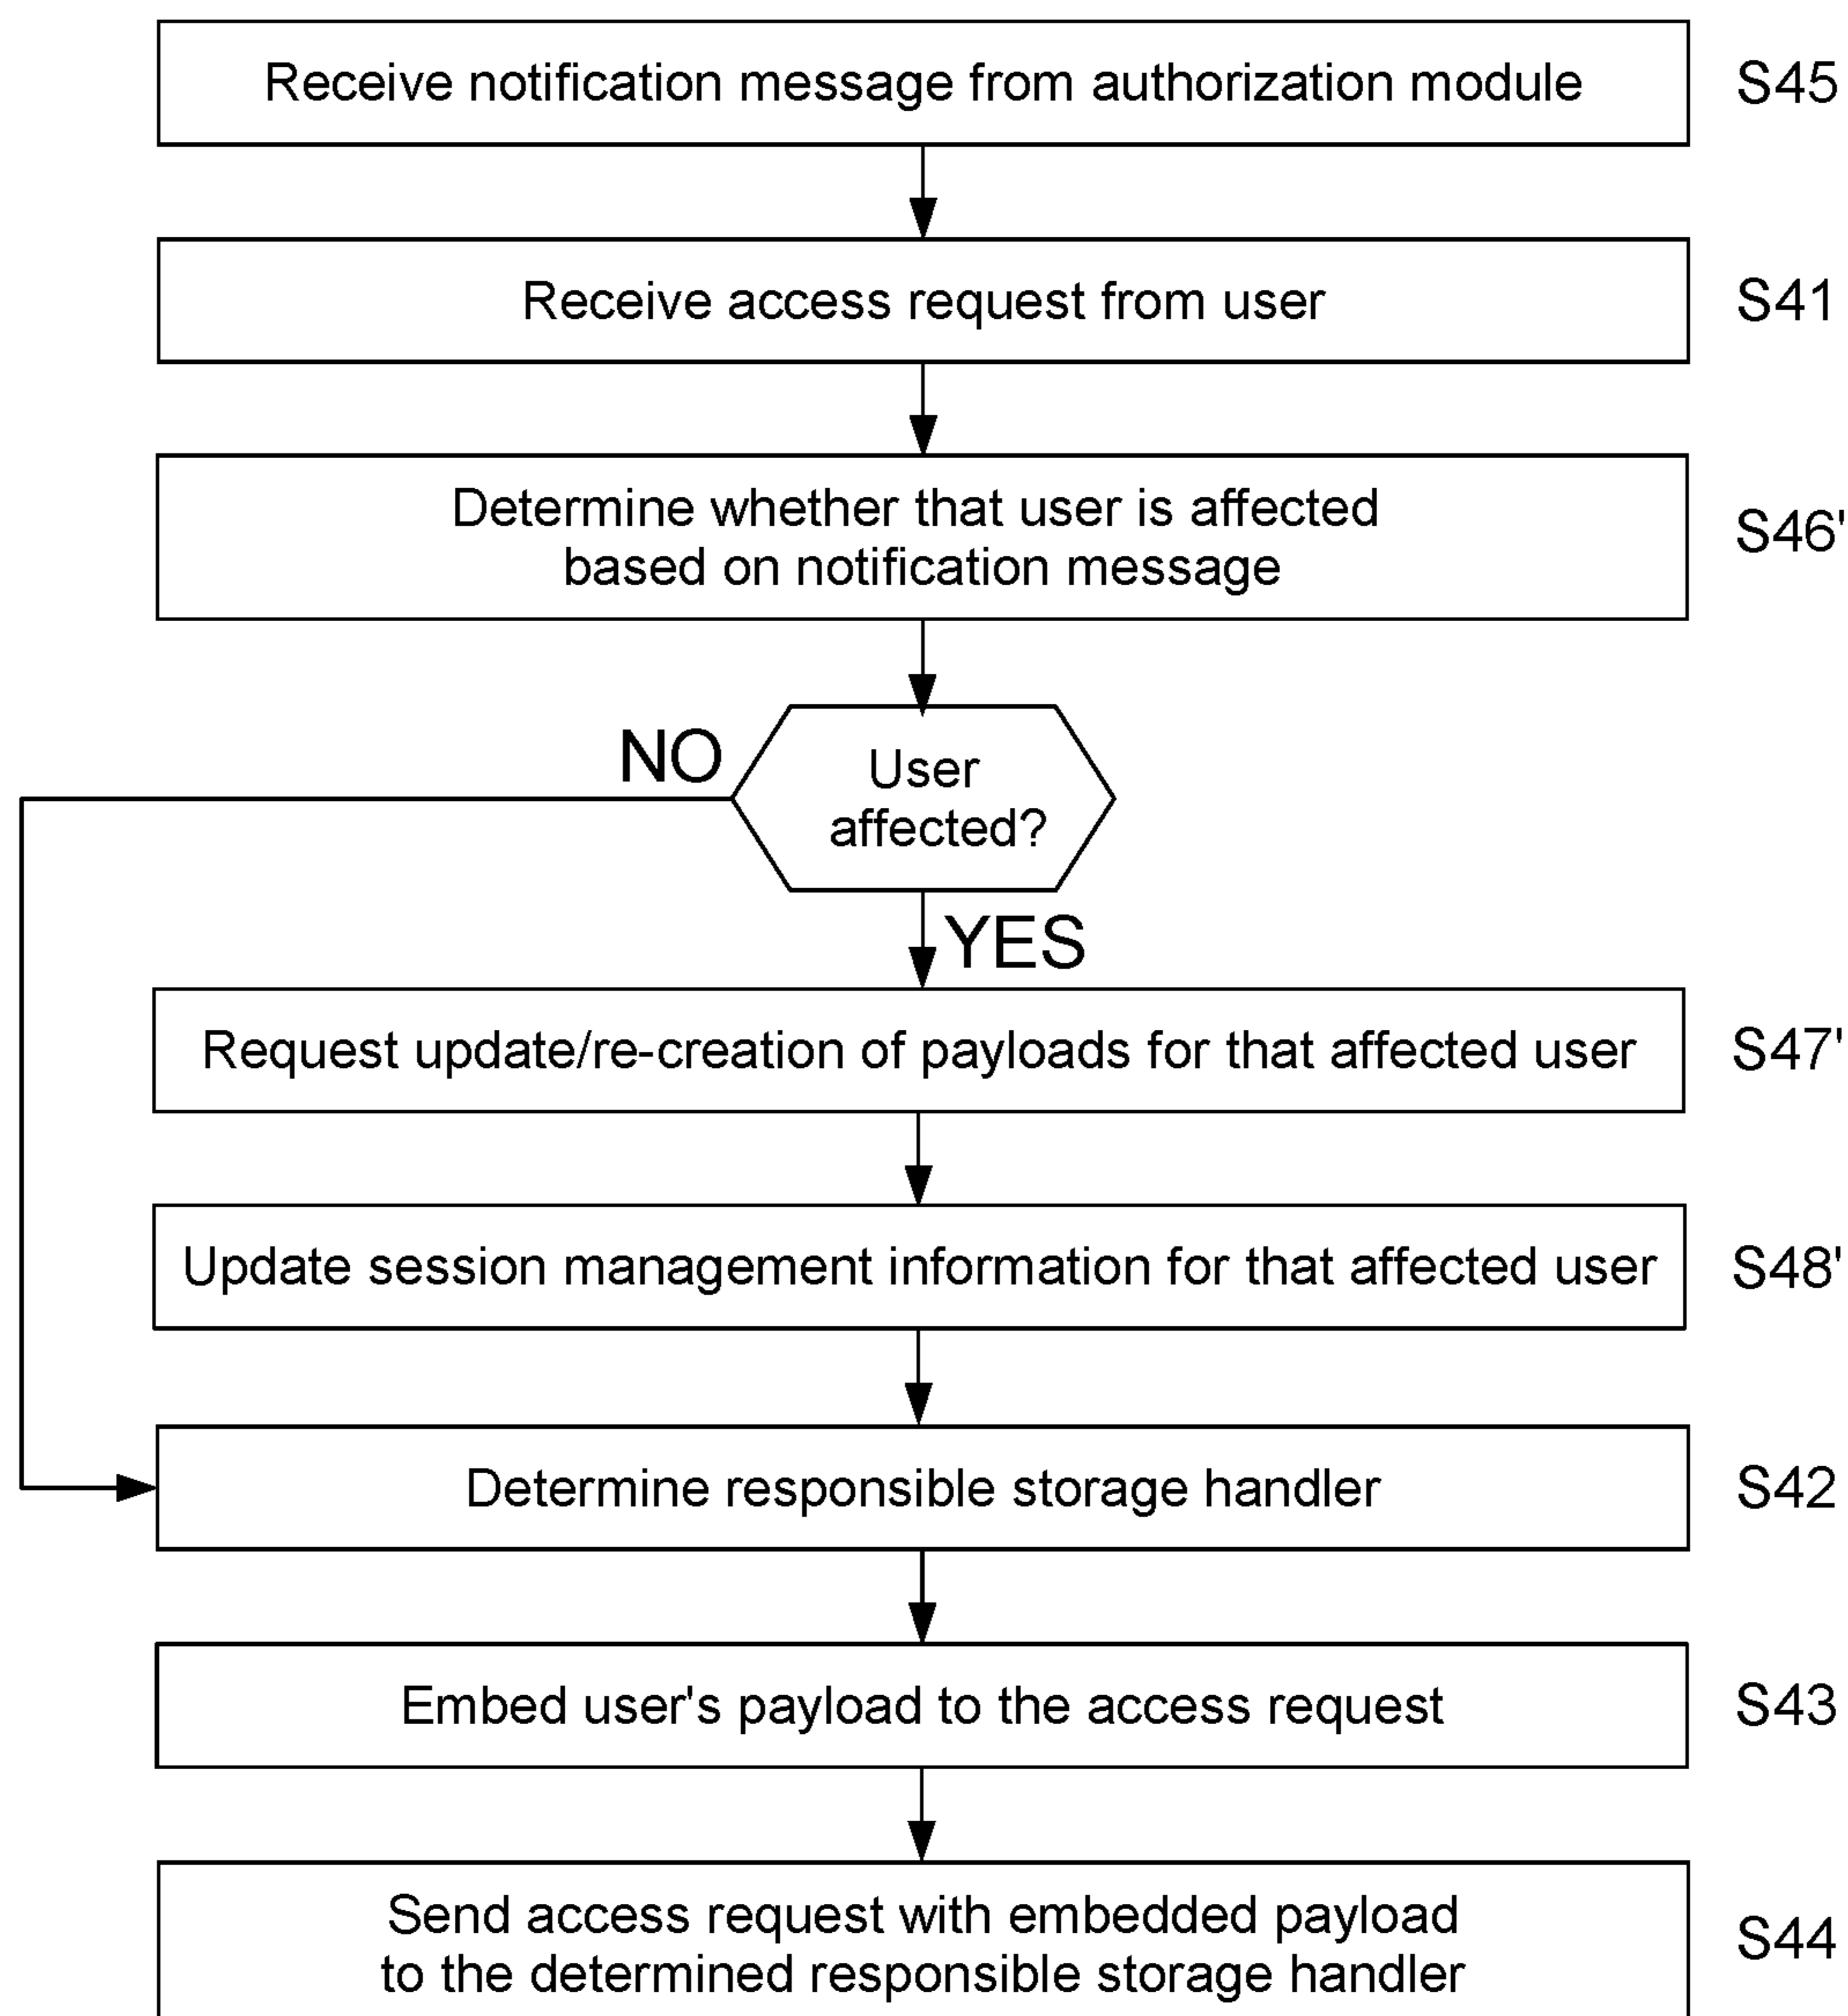 Receive notification message from authorization module
S45
Receive access request from user
S41
Determine whether that user is affected
based on notification message
S46'
User
affected?
NO
YES
Request update/re-creation of payloads for that affected user
S47'
Update session management information for that affected user
S48'
Determine responsible storage handler
S42
Embed user's payload to the access request
S43
Send access request with embedded payload
to the determined responsible storage handler
S44